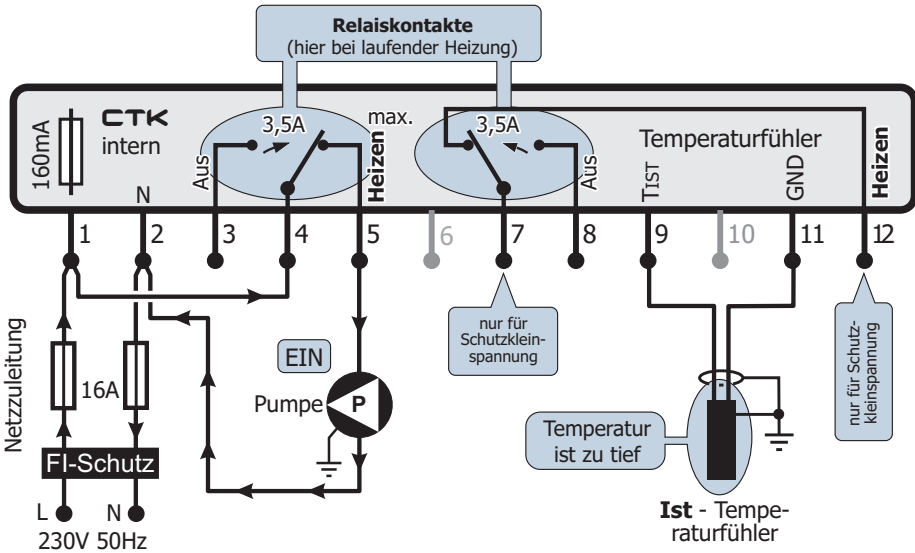 Relaiskontakte
(hier bei laufender Heizung)
160mA
CTK
intern
N
Aus
3,5A
Heizen
max.
3,5A
Aus
Temperaturfühler
TIST
GND
Heizen
1
2
3
4
5
6
7
8
9
10
11
12
Netzzuleitung
16A
FI-Schutz
L
N
230V 50Hz
EIN
Pumpe
P
nur für
Schutzklein-
spannung
nur für Schutz-
kleinspannung
Temperatur
ist zu tief
Ist - Tempe-
raturfühler